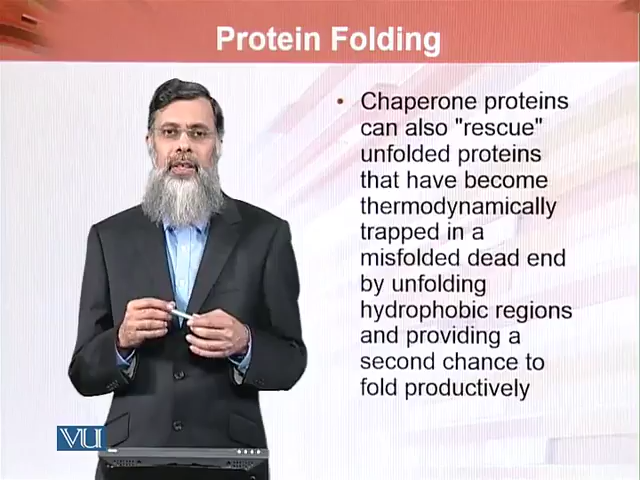 Protein Folding
• Chaperone proteins
can also "rescue"
unfolded proteins
that have become
thermodynamically
trapped in a
misfolded dead end
by unfolding
hydrophobic regions
and providing a
second chance to
fold productively
VU